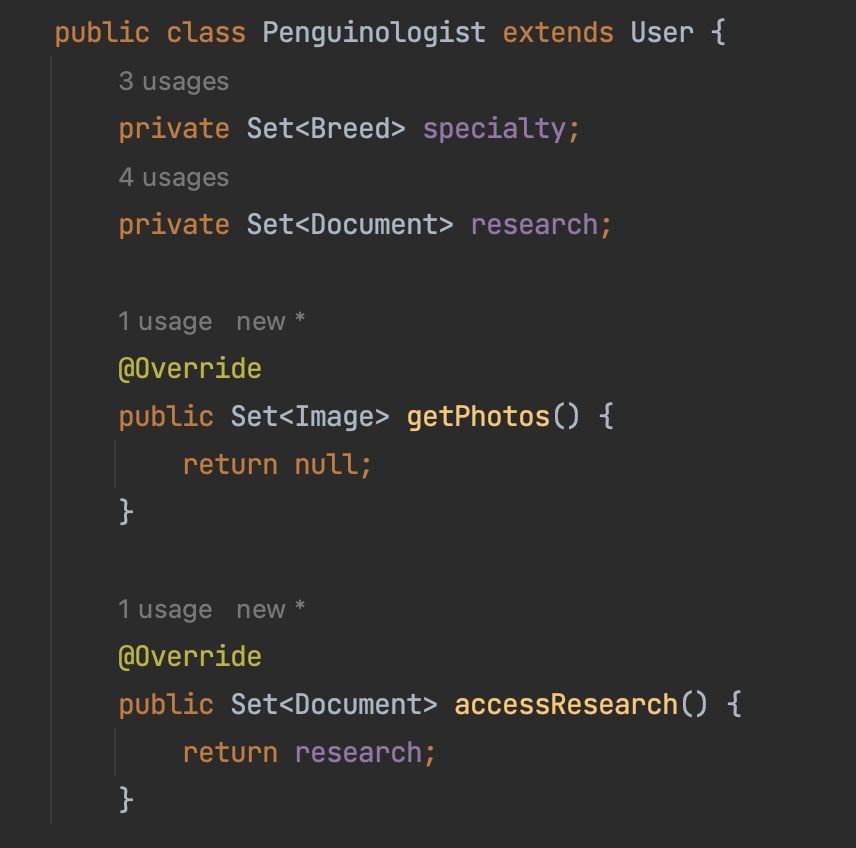 public class Penguinologist extends User {
3 usages
private Set<Breed> specialty;
4 usages
private Set<Document> research;
1 usage new *
@Override
public Set<Image> getPhotos() {
return null;
}
1 usage new *
@Override
public Set<Document> accessResearch() {
return research;
}